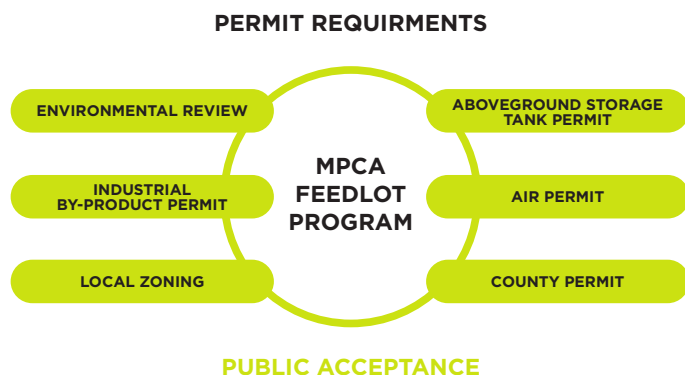 PERMIT REQUIRMENTS
ENVIRONMENTAL REVIEW
ABOVEGROUND STORAGE
TANK PERMIT
MPCA
FEEDLOT
PROGRAM
INDUSTRIAL
BY-PRODUCT PERMIT
AIR PERMIT
LOCAL ZONING
COUNTY PERMIT
PUBLIC ACCEPTANCE